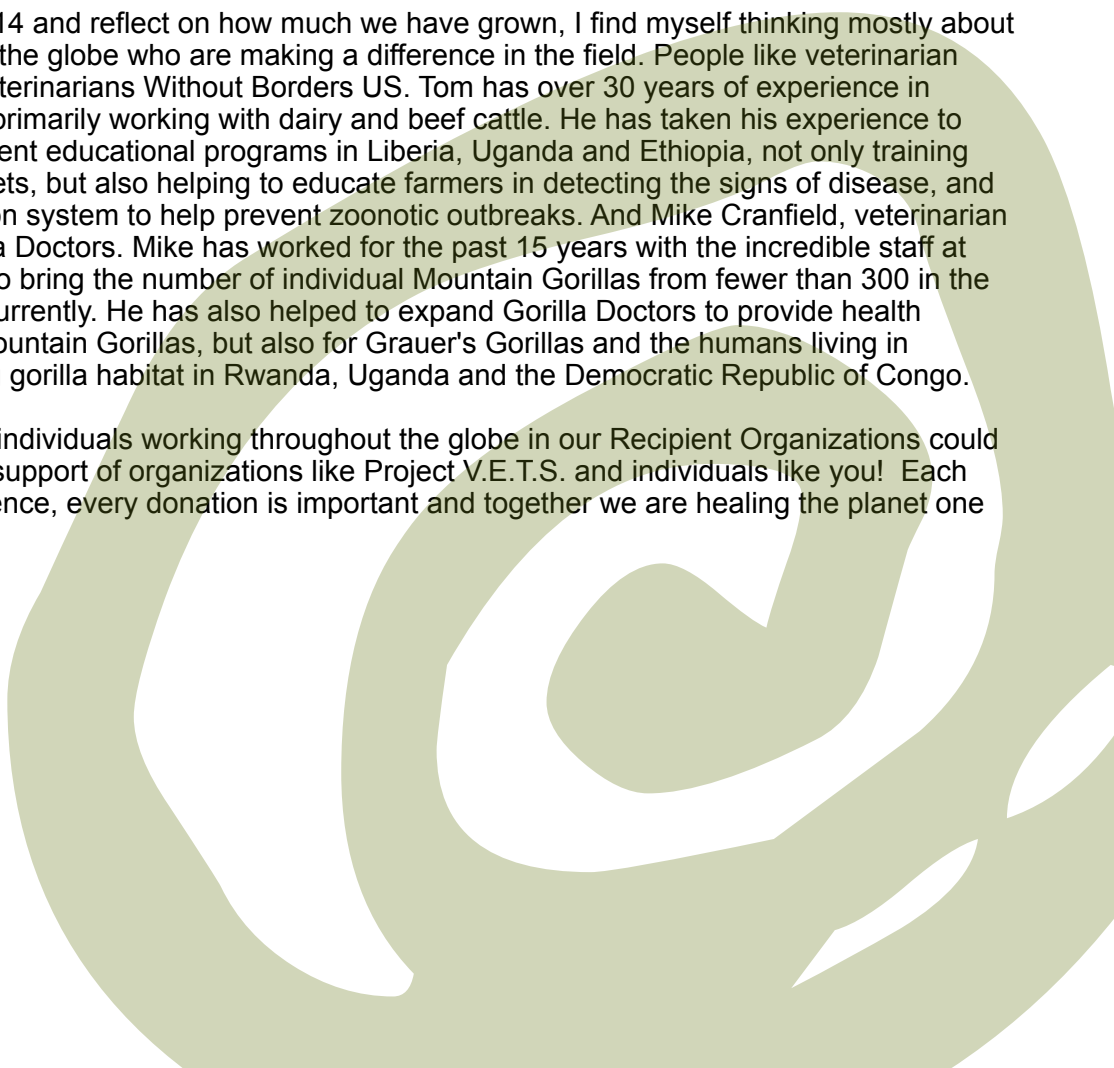 14 and reflect on how much we have grown, I find myself thinking mostly about
the globe who are making a difference in the field. People like veterinarian
terinarians Without Borders US. Tom has over 30 years of experience in
primarily working with dairy and beef cattle. He has taken his experience to
ent educational programs in Liberia, Uganda and Ethiopia, not only training
ets, but also helping to educate farmers in detecting the signs of disease, and
on system to help prevent zoonotic outbreaks. And Mike Cranfield, veterinarian
a Doctors. Mike has worked for the past 15 years with the incredible staff at
o bring the number of individual Mountain Gorillas from fewer than 300 in the
urrently. He has also helped to expand Gorilla Doctors to provide health
ountain Gorillas, but also for Grauer's Gorillas and the humans living in
gorilla habitat in Rwanda, Uganda and the Democratic Republic of Congo.
individuals working throughout the globe in our Recipient Organizations could
support of organizations like Project V.E.T.S. and individuals like you!  Each
ence, every donation is important and together we are healing the planet one